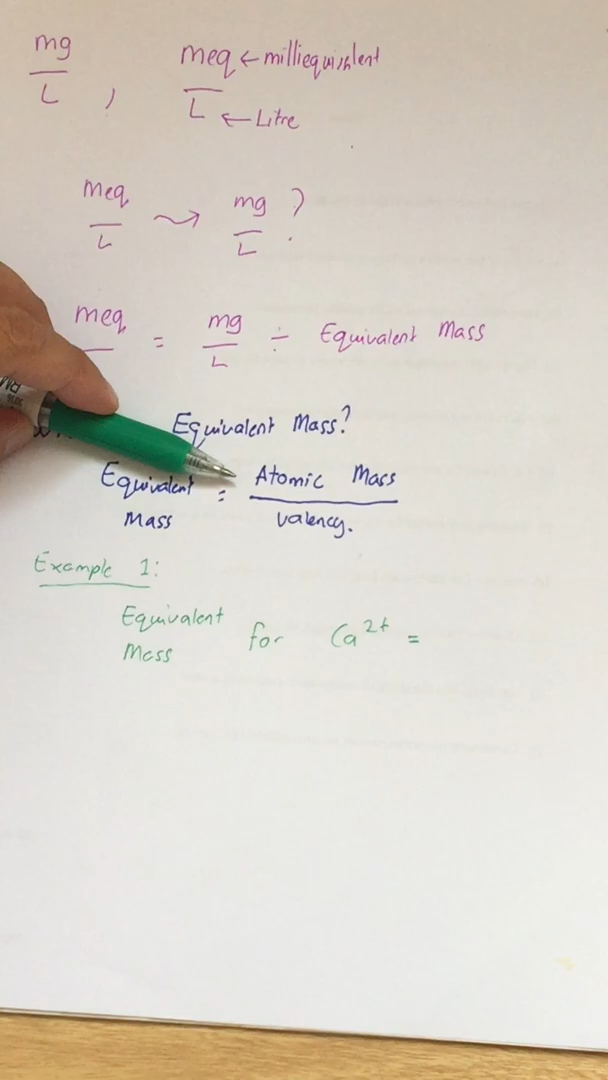 mg/L , meq/L ← milliequivalent
← Litre
meq/L → mg/L ?
meq = mg/L ÷ Equivalent Mass
Equivalent Mass?
Equivalent Mass = Atomic Mass / Valency.
Example 1:
Equivalent Mass for Ca²⁺ =